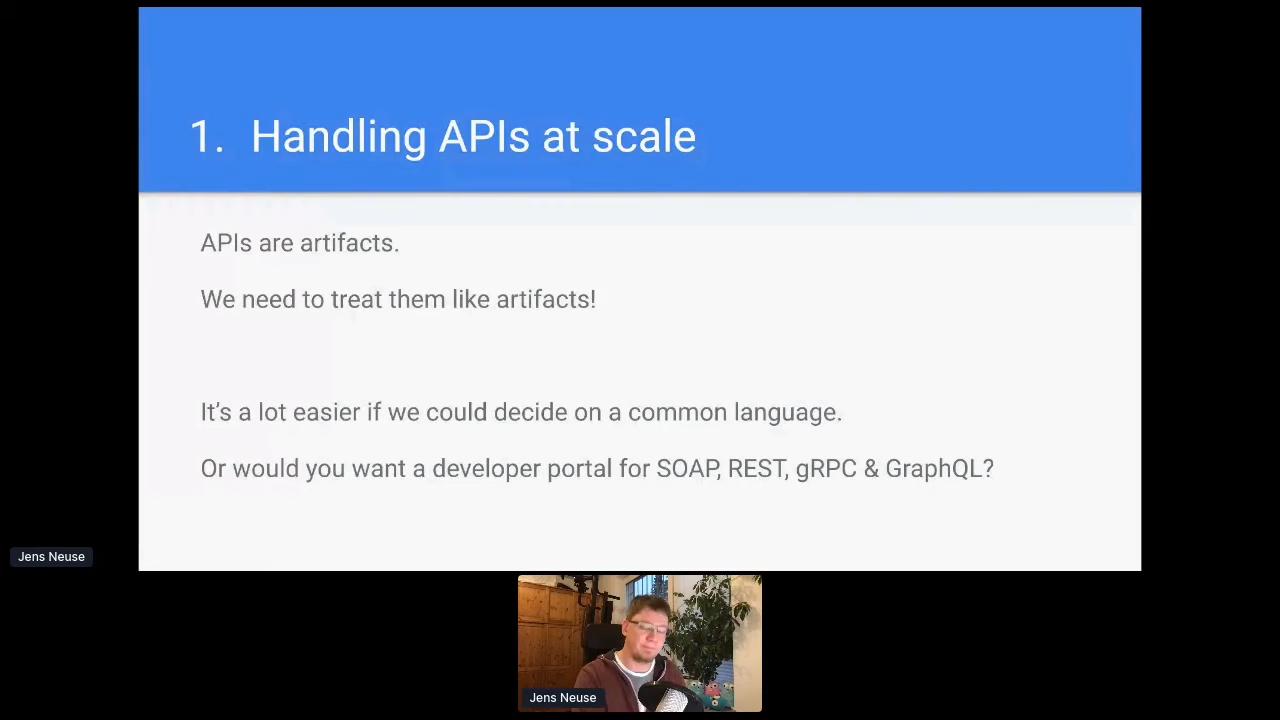 1. Handling APIs at scale
APIs are artifacts.
We need to treat them like artifacts!
It's a lot easier if we could decide on a common language.
Or would you want a developer portal for SOAP, REST, gRPC & GraphQL?
Jens Neuse
Jens Neuse